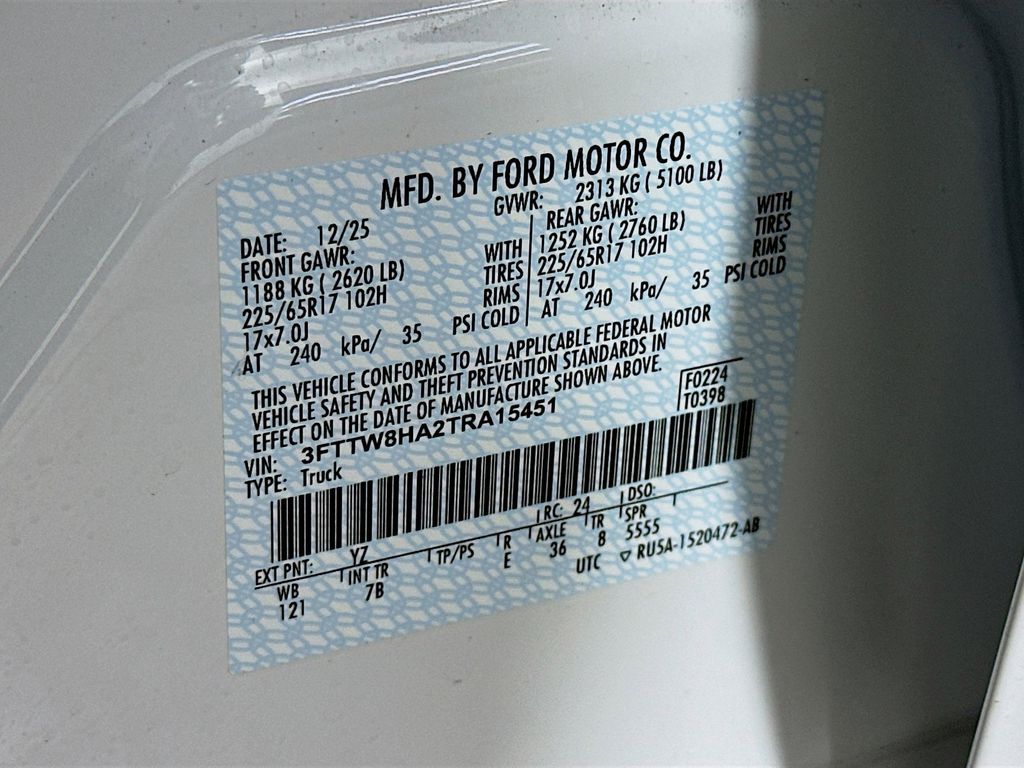 MFD. BY FORD MOTOR CO.
DATE: 12/25 GVWR: 2313 KG ( 5100 LB)
FRONT GAWR: REAR GAWR:
1188 KG ( 2620 LB) WITH 1252 KG ( 2760 LB) WITH
225/65R17 102H TIRES 225/65R17 102H TIRES
17x7.0J RIMS 17x7.0J RIMS
AT 240 kPa/ 35 PSI COLD AT 240 kPa/ 35 PSI COLD
THIS VEHICLE CONFORMS TO ALL APPLICABLE FEDERAL MOTOR
VEHICLE SAFETY AND THEFT PREVENTION STANDARDS IN
EFFECT ON THE DATE OF MANUFACTURE SHOWN ABOVE.
VIN: 3FTTW8HA2TRA15451 F0224
TYPE: Truck T0398
EXT PNT: YZ RC: 24 DSO:
WB INT TR TP/PS R AXLE TR SPR
121 7B E 36 8 5555
UTC ▽ RU5A-1520472-AB